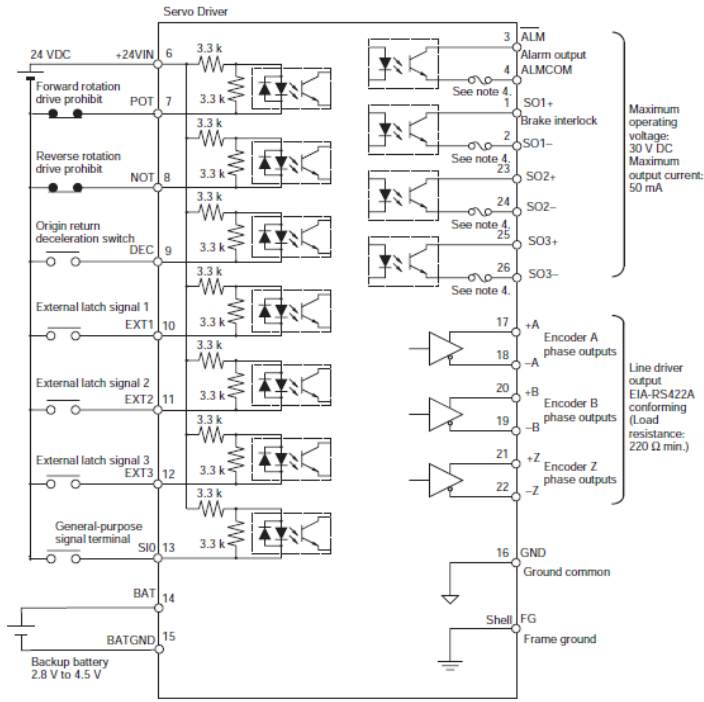 Servo Driver
24 VDC
+24VIN
6
3.3 k
Forward rotation
drive prohibit
POT
7
3.3 k
3.3 k
Reverse rotation
drive prohibit
NOT
8
3.3 k
3.3 k
Origin return
deceleration switch
DEC
9
3.3 k
3.3 k
External latch signal 1
EXT1
10
3.3 k
3.3 k
External latch signal 2
EXT2
11
3.3 k
3.3 k
External latch signal 3
EXT3
12
3.3 k
3.3 k
General-purpose
signal terminal
SI0
13
3.3 k
BAT
14
BATGND
15
Backup battery
2.8 V to 4.5 V
3
ALM
Alarm output
4
ALMCOM
See note 4.
1
SO1+
Brake interlock
2
SO1–
See note 4.
23
SO2+
24
SO2–
See note 4.
25
SO3+
26
SO3–
See note 4.
Maximum
operating
voltage:
30 V DC
Maximum
output current:
50 mA
17
+A
Encoder A
phase outputs
18
–A
20
+B
Encoder B
phase outputs
19
–B
21
+Z
Encoder Z
phase outputs
22
–Z
Line driver
output
EIA-RS422A
conforming
(Load
resistance:
220 Ω min.)
16
GND
Ground common
Shell
FG
Frame ground